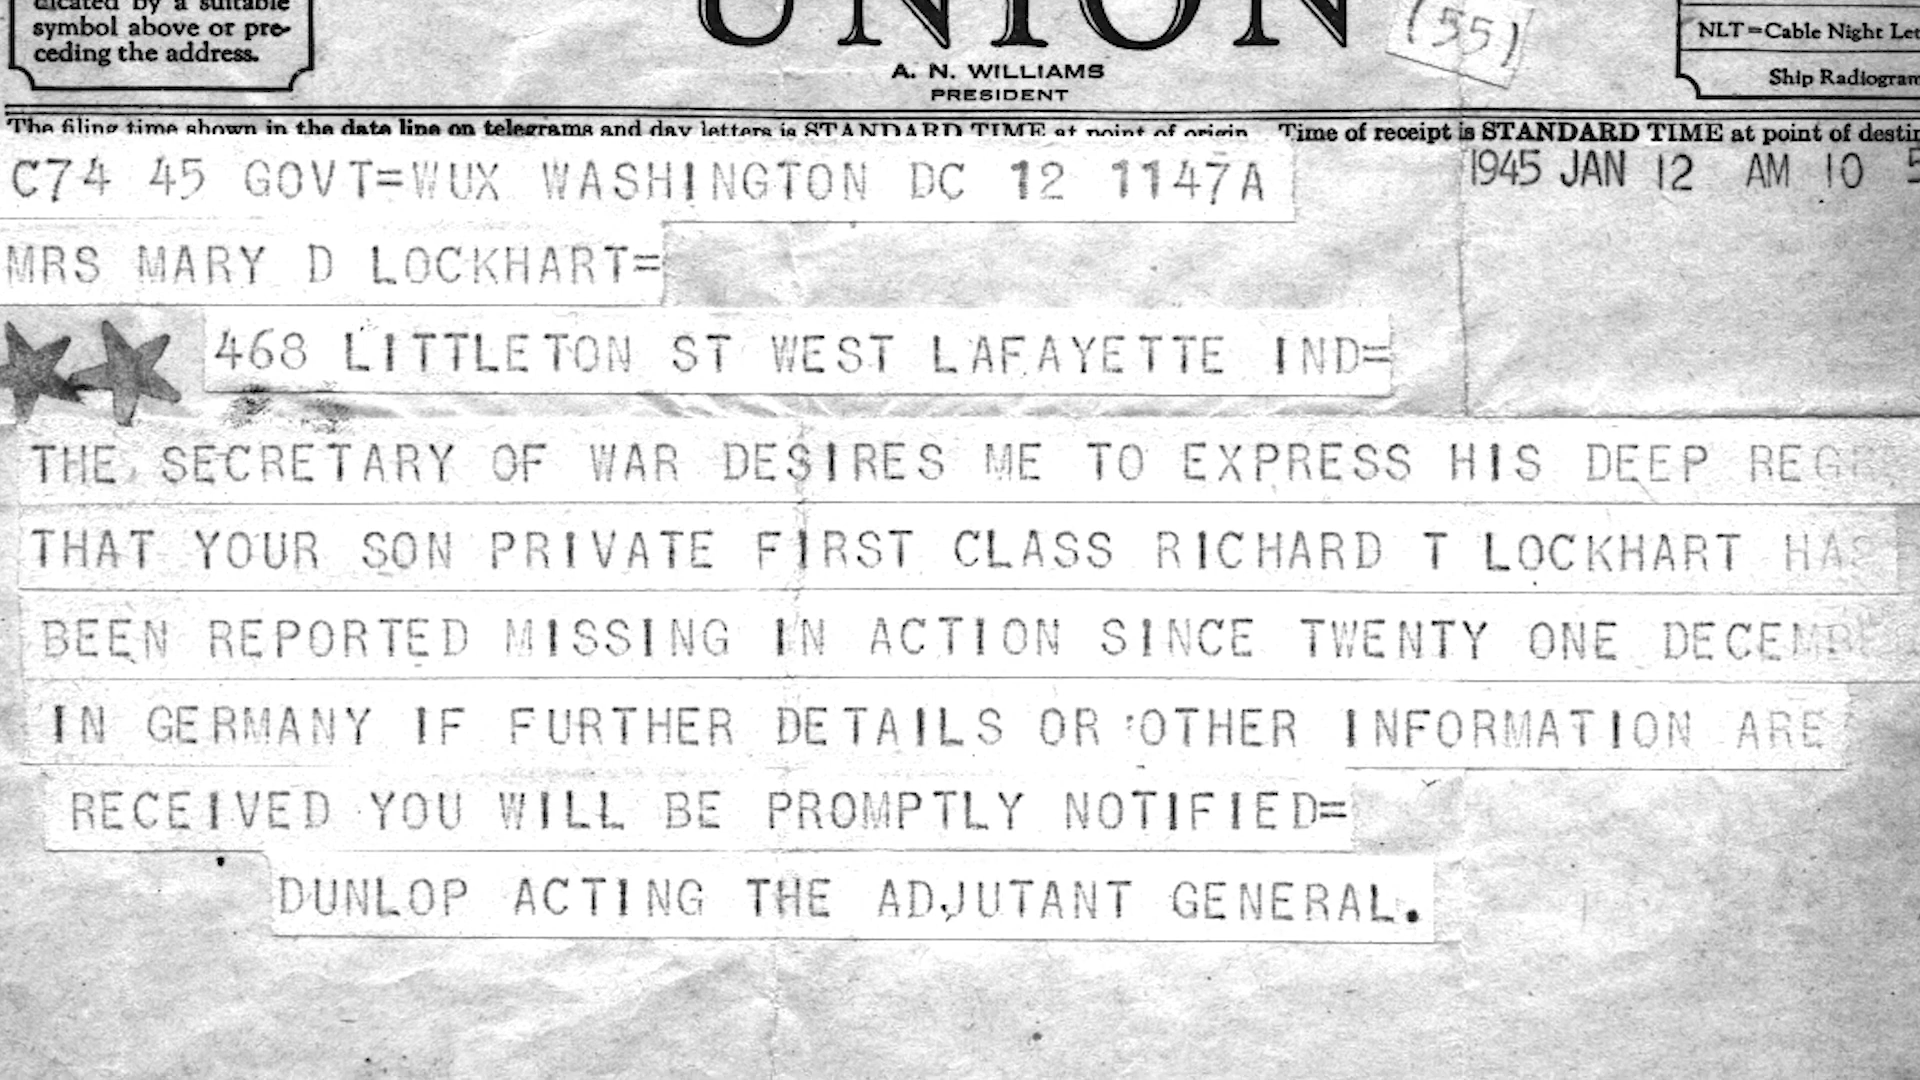 symbol above or pre-
ceding the address.
UNION
(55)
A. N. WILLIAMS
PRESIDENT
NLT=Cable Night
Ship Radiogram
The filing time shown in the date line on telegrams and day letters is STANDARD TIME at point of origin. Time of receipt is STANDARD TIME at point of
C74 45 GOVT=WUX WASHINGTON DC 12 1147A
1945 JAN 12 AM 10
MRS MARY D LOCKHART=
468 LITTLETON ST WEST LAFAYETTE IND=
THE SECRETARY OF WAR DESIRES ME TO EXPRESS HIS DEEP
THAT YOUR SON PRIVATE FIRST CLASS RICHARD T LOCKHART HAS
BEEN REPORTED MISSING IN ACTION SINCE TWENTY ONE DECEMBE
IN GERMANY IF FURTHER DETAILS OR OTHER INFORMATION ARE
RECEIVED YOU WILL BE PROMPTLY NOTIFIED=
DUNLOP ACTING THE ADJUTANT GENERAL.